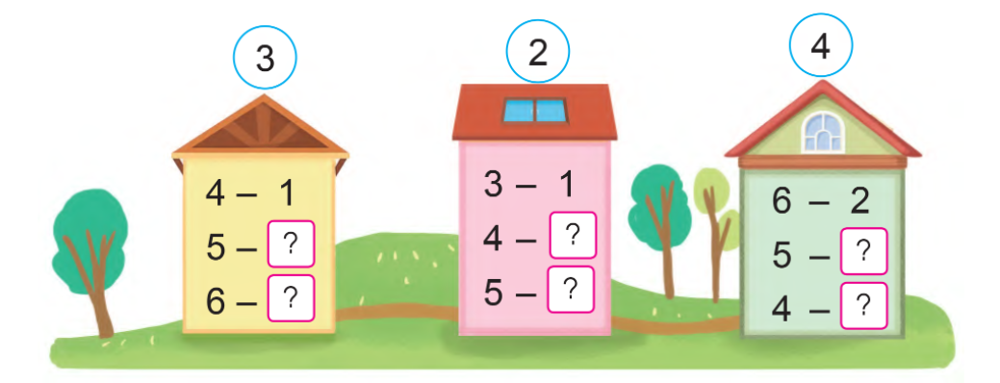 3
4 – 1
5 – ?
6 – ?
2
3 – 1
4 – ?
5 – ?
4
6 – 2
5 – ?
4 – ?